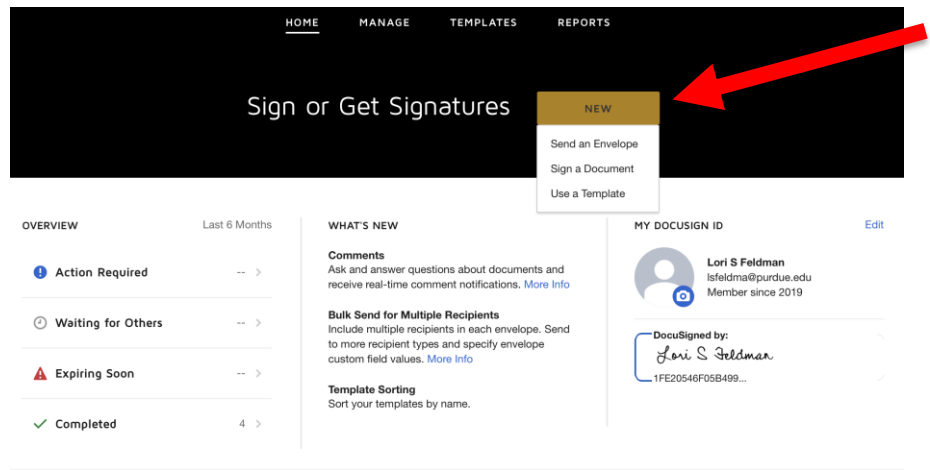 HOME MANAGE TEMPLATES REPORTS
Sign or Get Signatures
NEW
Send an Envelope
Sign a Document
Use a Template
OVERVIEW Last 6 Months
Action Required --
Waiting for Others --
Expiring Soon --
Completed 4
WHAT'S NEW
Comments
Ask and answer questions about documents and
receive real-time comment notifications. More Info
Bulk Send for Multiple Recipients
Include multiple recipients in each envelope. Send
to more recipient types and specify envelope
custom field values. More Info
Template Sorting
Sort your templates by name.
MY DOCUSIGN ID Edit
Lori S Feldman
lsfeldma@purdue.edu
Member since 2019
DocuSigned by:
Lori S Feldman
1FE20546F05B499...